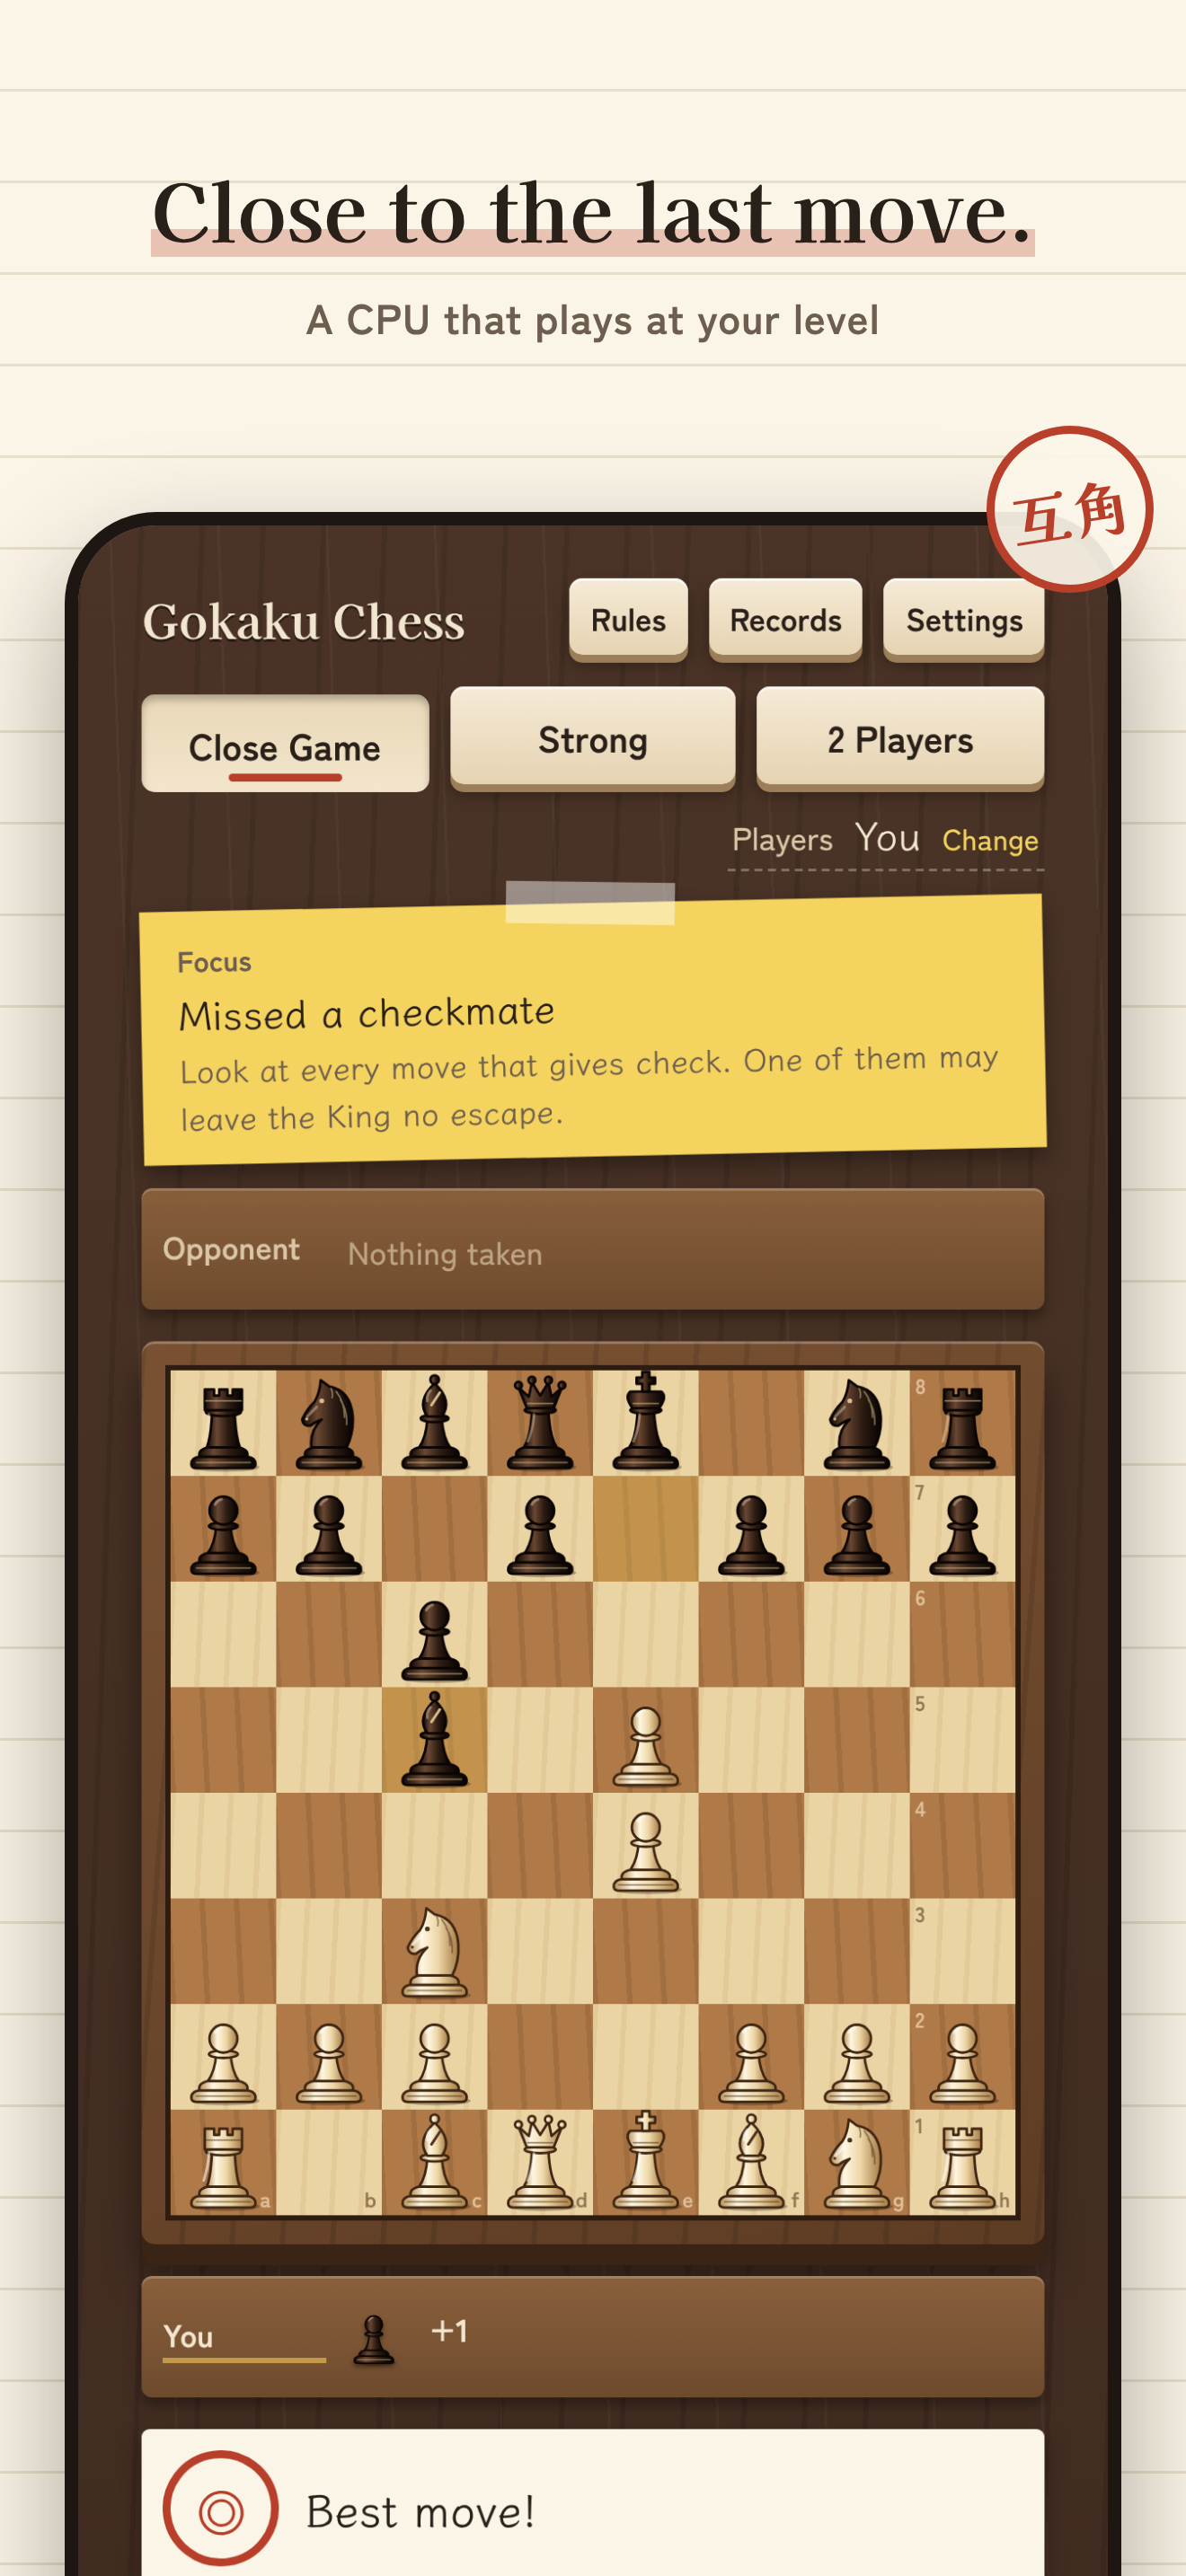 Close to the last move.
A CPU that plays at your level
互角
Gokaku Chess
Rules
Records
Settings
Close Game
Strong
2 Players
Players You Change
Focus
Missed a checkmate
Look at every move that gives check. One of them may
leave the King no escape.
Opponent Nothing taken
8
7
6
5
4
3
2
1
a b c d e f g h
You +1
◎ Best move!